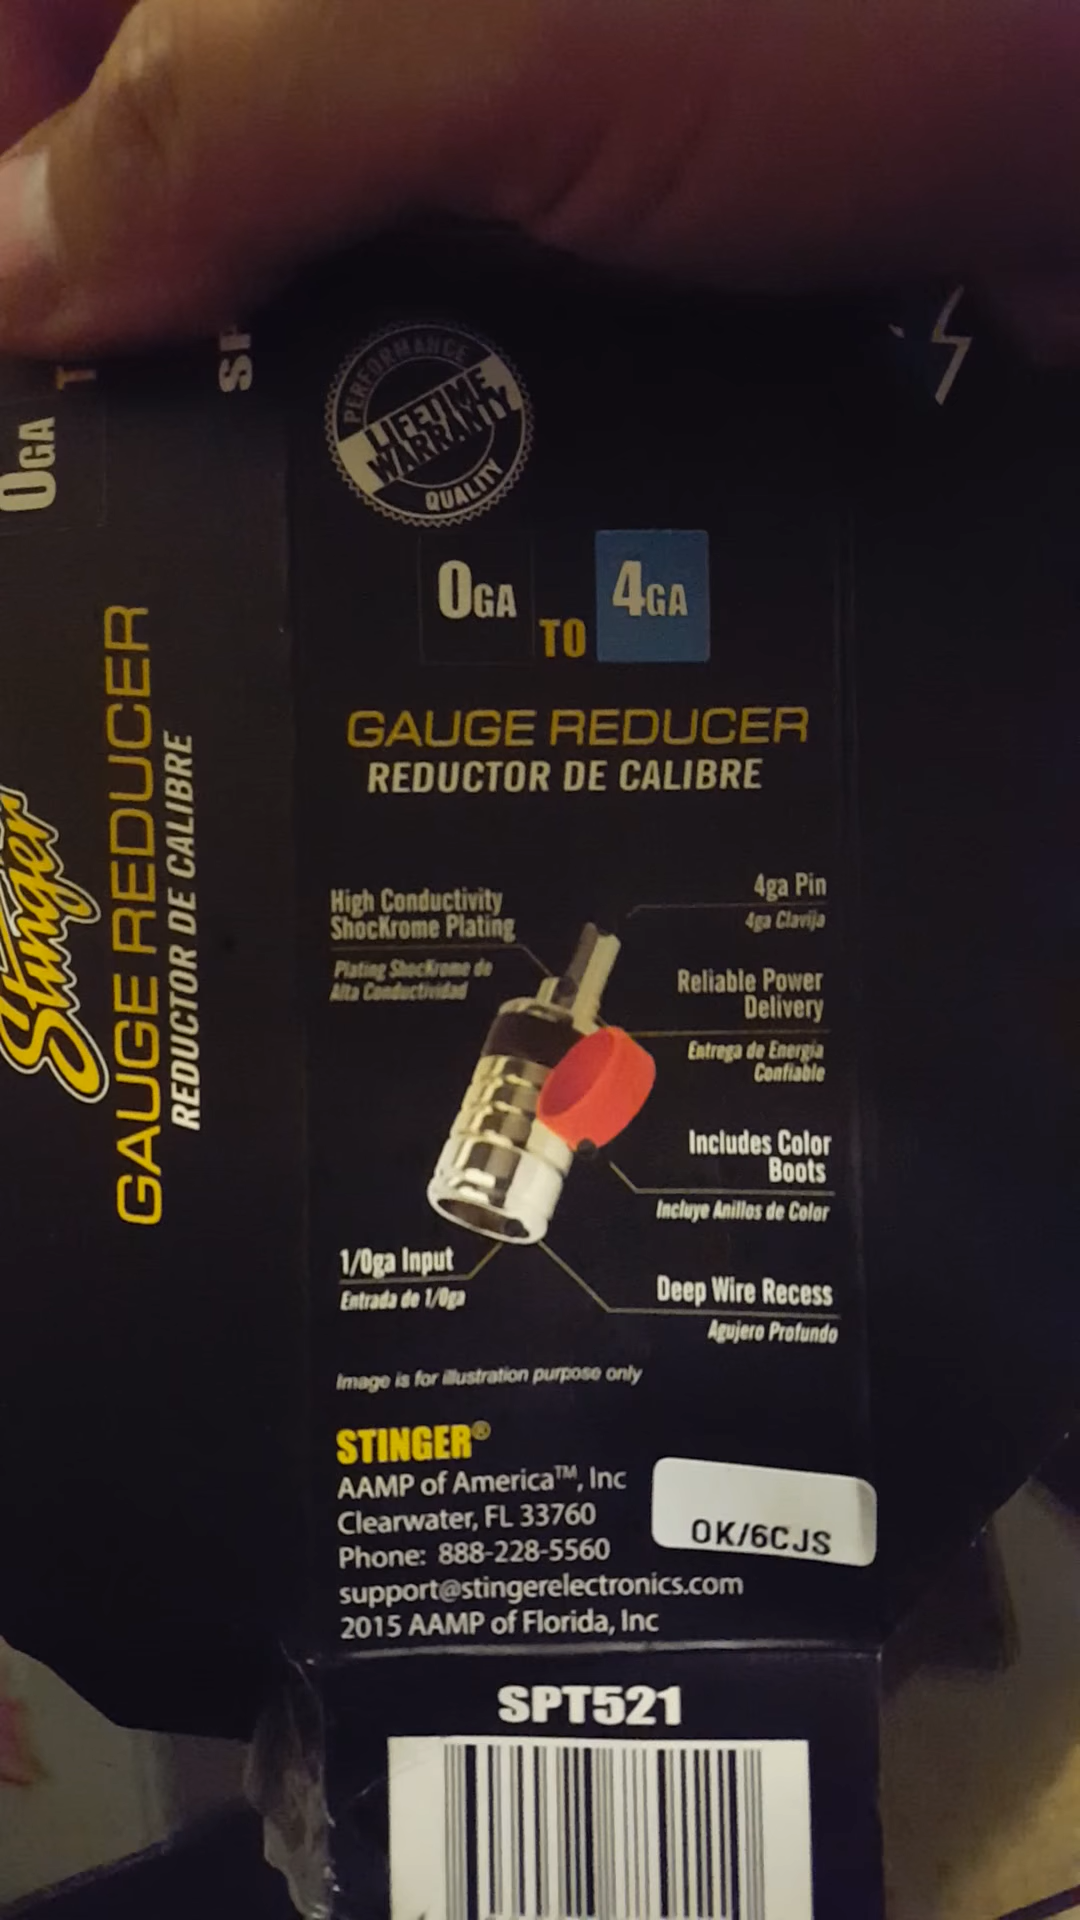 PERFORMANCE
LIFETIME
WARRANTY
QUALITY
0GA TO 4GA
GAUGE REDUCER
REDUCTOR DE CALIBRE
High Conductivity
ShocKrome Plating
Plating ShocKrome de
Alta Conductividad
4ga Pin
4ga Clavija
Reliable Power
Delivery
Entrega de Energia
Confiable
Includes Color
Boots
Incluye Anillos de Color
1/0ga Input
Entrada de 1/0ga
Deep Wire Recess
Agujero Profundo
Image is for illustration purpose only
STINGER®
AAMP of America™, Inc
Clearwater, FL 33760
Phone: 888-228-5560
support@stingerelectronics.com
2015 AAMP of Florida, Inc
OK/6CJS
SPT521
0GA
Stinger
GAUGE REDUCER
REDUCTOR DE CALIBRE